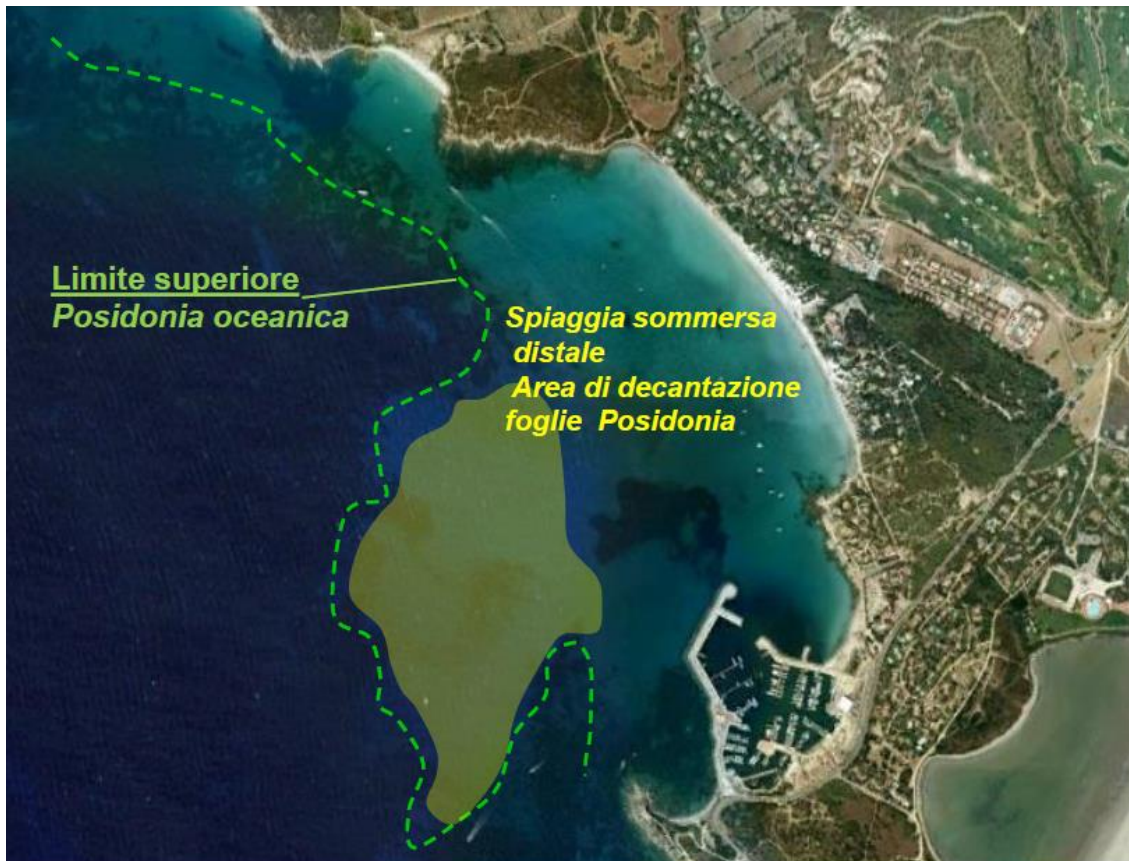 Limite superiore
Posidonia oceanica
Spiaggia sommersa
distale
Area di decantazione
foglie Posidonia